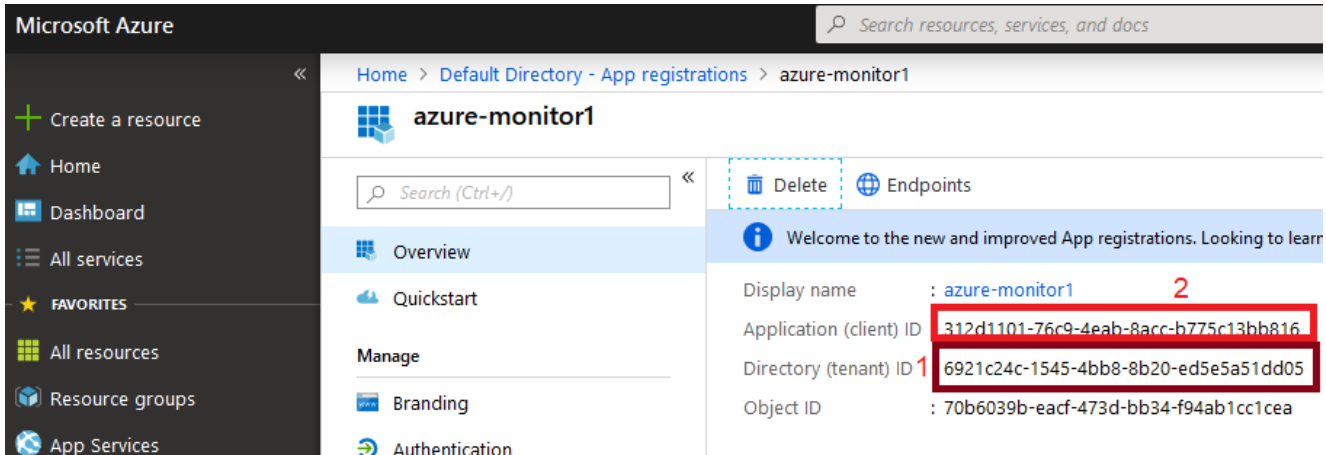 Microsoft Azure
Search resources, services, and docs
«
Home > Default Directory - App registrations > azure-monitor1
Create a resource
Home
Dashboard
All services
FAVORITES
All resources
Resource groups
App Services
azure-monitor1
Search (Ctrl+/)
«
Overview
Quickstart
Manage
Branding
Authentication
Delete
Endpoints
Welcome to the new and improved App registrations. Looking to learn
Display name : azure-monitor1 2
Application (client) ID 312d1101-76c9-4eab-8acc-b775c13bb816
Directory (tenant) ID 1 6921c24c-1545-4bb8-8b20-ed5e5a51dd05
Object ID : 70b6039b-eacf-473d-bb34-f94ab1cc1cea